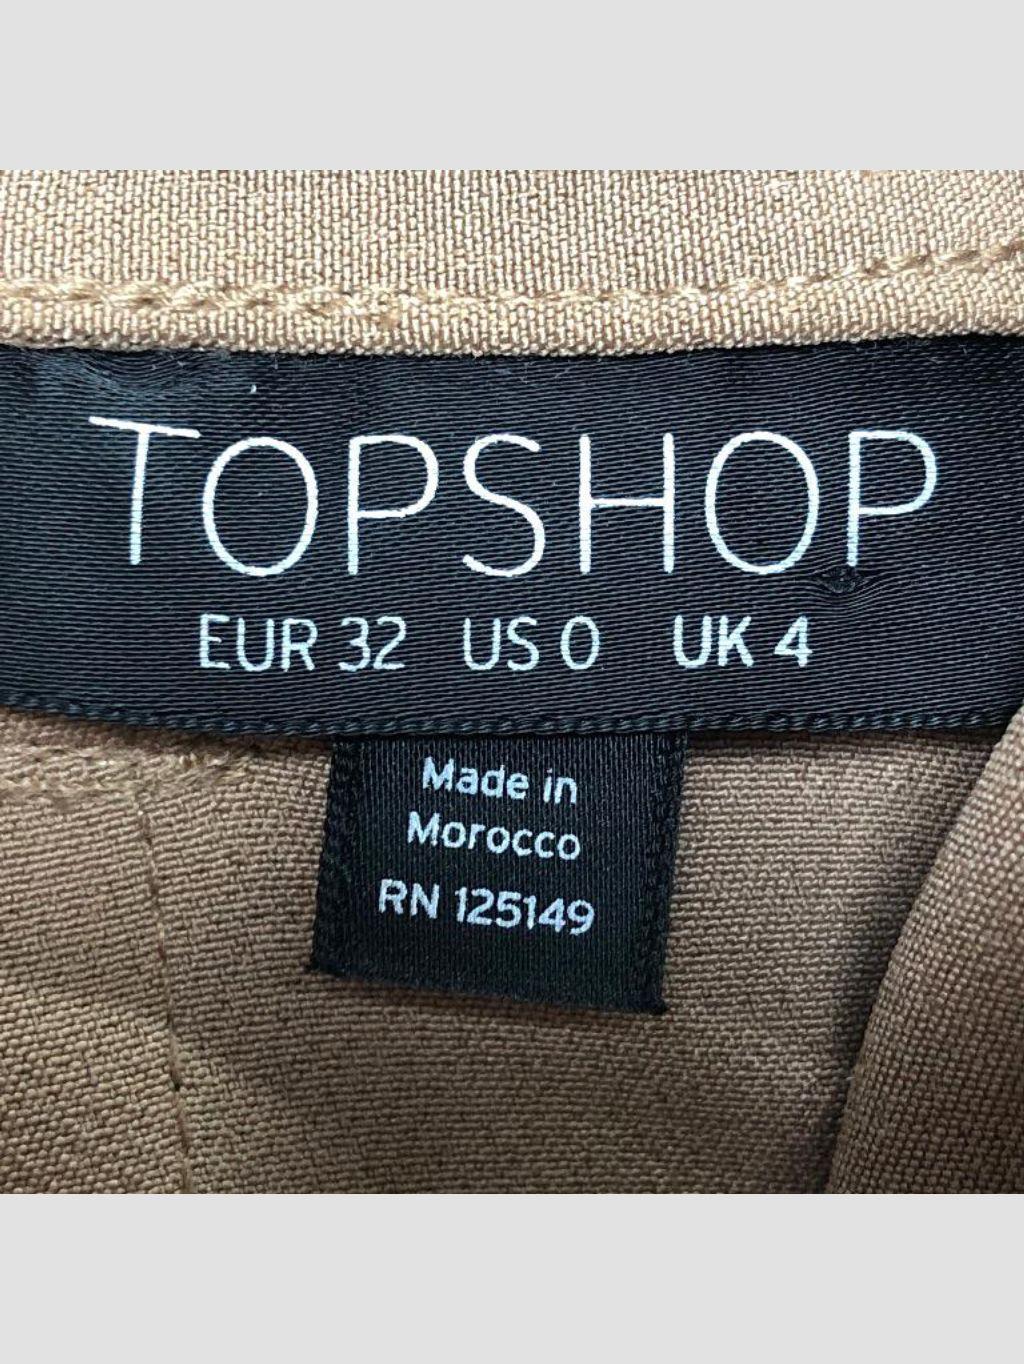 TOPSHOP
EUR 32 US 0 UK 4
Made in
Morocco
RN 125149